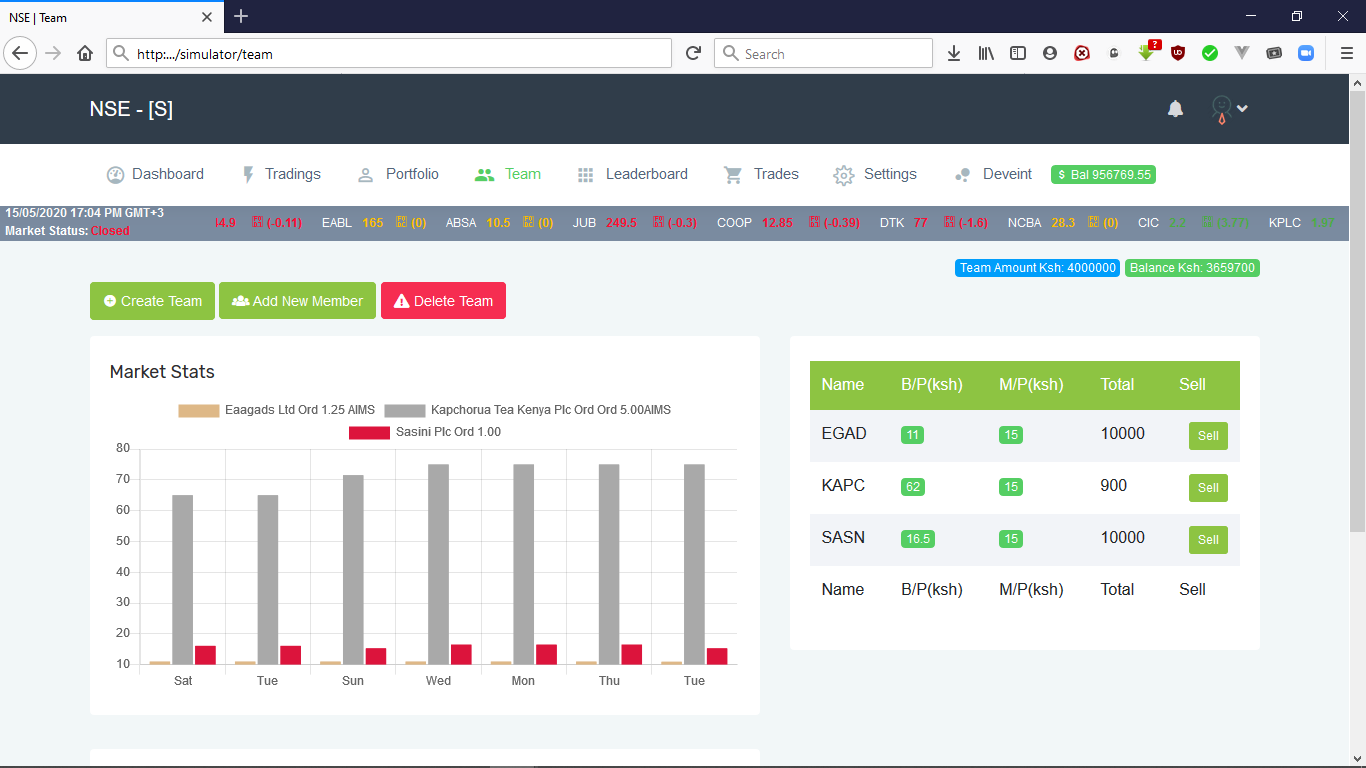 NSE | Team
http:.../simulator/team
Search
NSE - [S]
Dashboard Tradings Portfolio Team Leaderboard Trades Settings Deveint $ Bal 956769.55
15/05/2020 17:04 PM GMT+3
Market Status: Closed
(-0.11) EABL 165 (0) ABSA 10.5 (0) JUB 249.5 (-0.3) COOP 12.85 (-0.39) DTK 77 (-1.6) NCBA 28.3 (0) CIC 2.2 KPLC
Team Amount Ksh: 4000000 Balance Ksh: 3659700
Create Team Add New Member Delete Team
Market Stats
Eaagads Ltd Ord 1.25 AIMS Kapchorua Tea Kenya Plc Ord Ord 5.00AIMS
Sasini Plc Ord 1.00
80
70
60
50
40
30
20
10
Sat Tue Sun Wed Mon Thu Tue
Name B/P(ksh) M/P(ksh) Total Sell
EGAD 11 15 10000 Sell
KAPC 62 15 900 Sell
SASN 16.5 15 10000 Sell
Name B/P(ksh) M/P(ksh) Total Sell